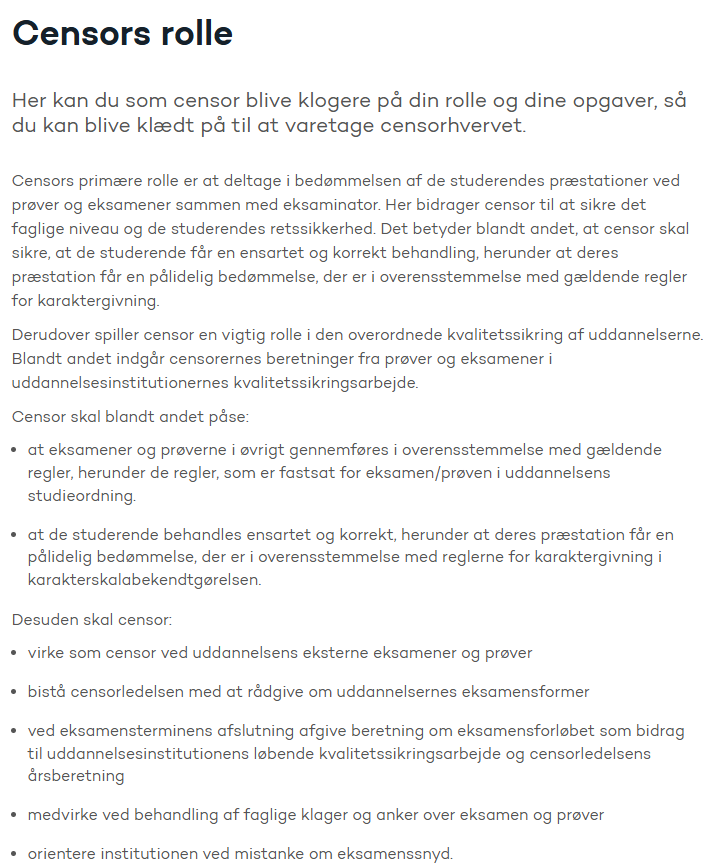 Censors rolle
Her kan du som censor blive klogere på din rolle og dine opgaver, så
du kan blive klædt på til at varetage censorhvervet.
Censors primære rolle er at deltage i bedømmelsen af de studerendes præstationer ved
prøver og eksamener sammen med eksaminator. Her bidrager censor til at sikre det
faglige niveau og de studerendes retssikkerhed. Det betyder blandt andet, at censor skal
sikre, at de studerende får en ensartet og korrekt behandling, herunder at deres
præstation får en pålidelig bedømmelse, der er i overensstemmelse med gældende regler
for karaktergivning.
Derudover spiller censor en vigtig rolle i den overordnede kvalitetssikring af uddannelserne.
Blandt andet indgår censorernes beretninger fra prøver og eksamener i
uddannelsesinstitutionernes kvalitetssikringsarbejde.
Censor skal blandt andet påse:
• at eksamener og prøverne i øvrigt gennemføres i overensstemmelse med gældende
regler, herunder de regler, som er fastsat for eksamen/prøven i uddannelsens
studieordning.
• at de studerende behandles ensartet og korrekt, herunder at deres præstation får en
pålidelig bedømmelse, der er i overensstemmelse med reglerne for karaktergivning i
karakterskalabekendtgørelsen.
Desuden skal censor:
• virke som censor ved uddannelsens eksterne eksamener og prøver
• bistå censorledelsen med at rådgive om uddannelsernes eksamensformer
• ved eksamensterminens afslutning afgive beretning om eksamensforløbet som bidrag
til uddannelsesinstitutionens løbende kvalitetssikringsarbejde og censorledelsens
årsberetning
• medvirke ved behandling af faglige klager og anker over eksamen og prøver
• orientere institutionen ved mistanke om eksamenssnyd.